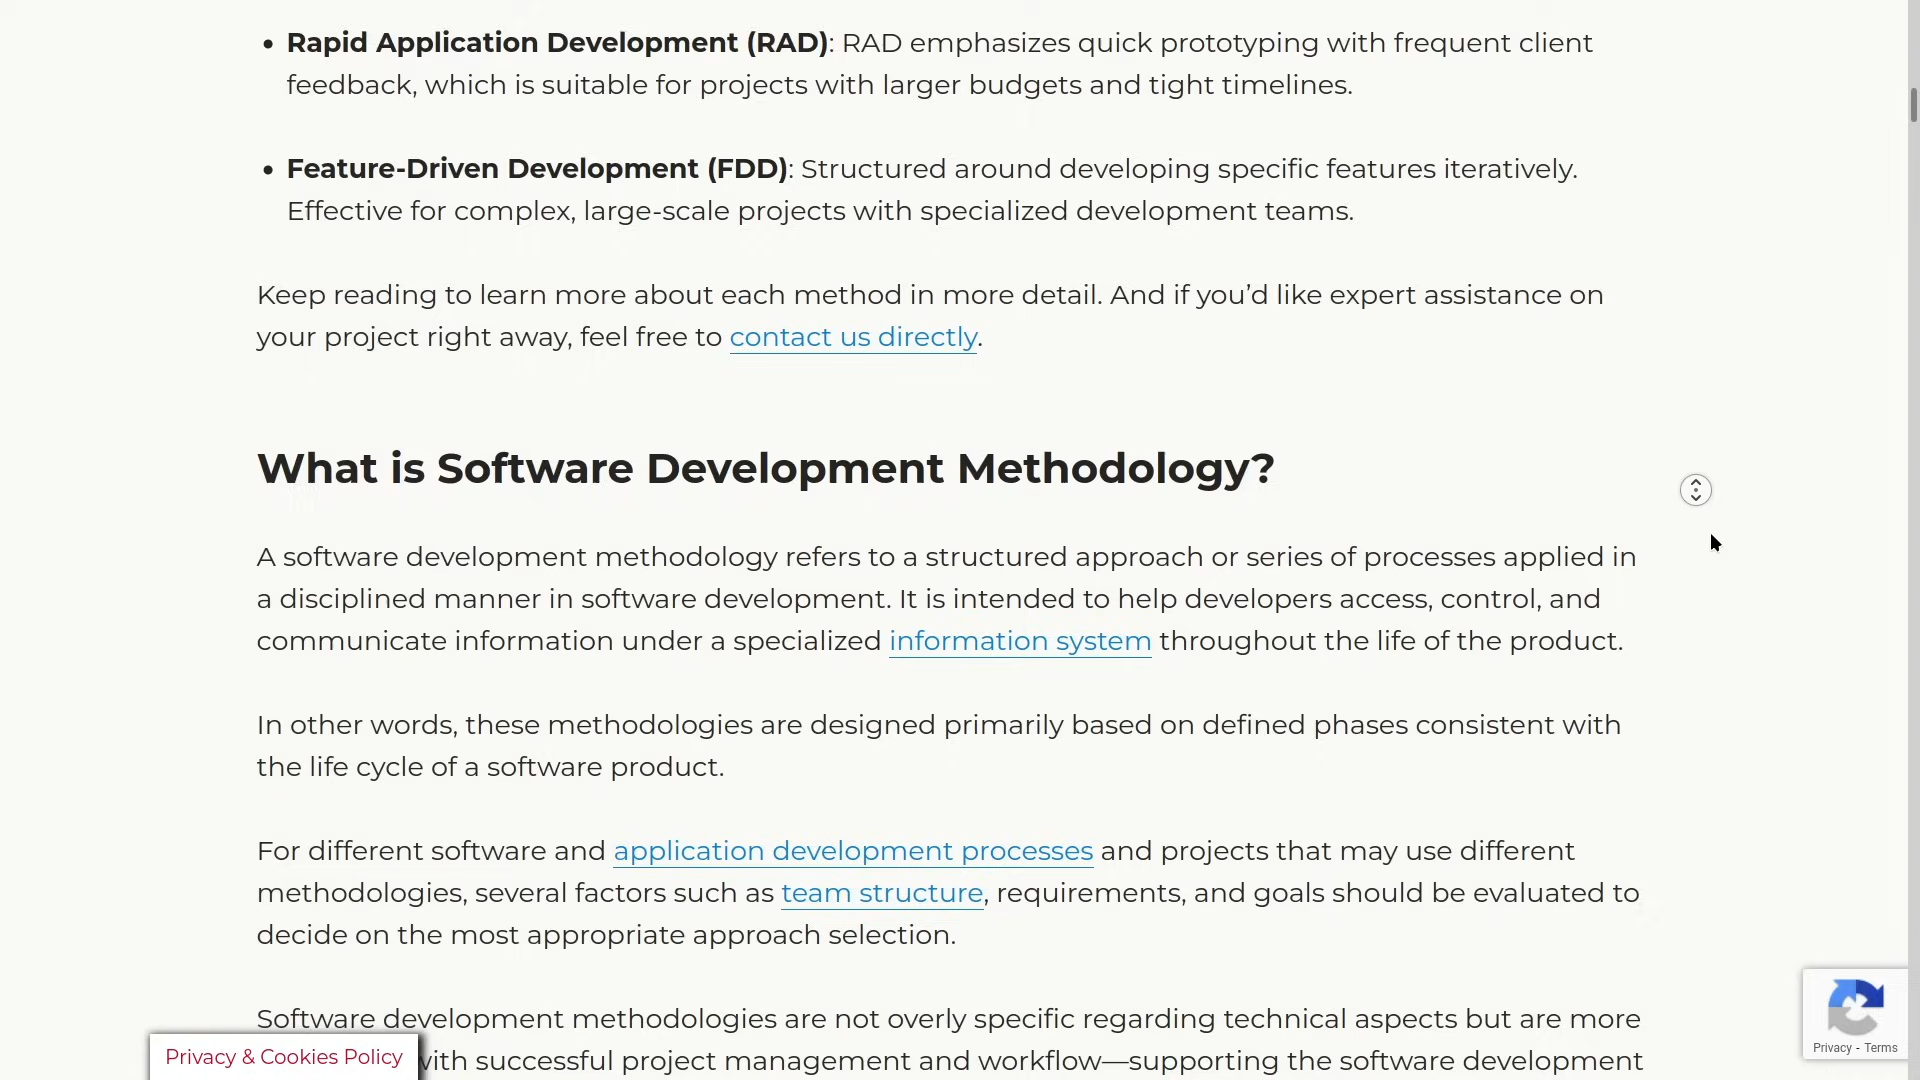 Rapid Application Development (RAD): RAD emphasizes quick prototyping with frequent client
feedback, which is suitable for projects with larger budgets and tight timelines.
Feature-Driven Development (FDD): Structured around developing specific features iteratively.
Effective for complex, large-scale projects with specialized development teams.
Keep reading to learn more about each method in more detail. And if you’d like expert assistance on
your project right away, feel free to contact us directly.
What is Software Development Methodology?
A software development methodology refers to a structured approach or series of processes applied in
a disciplined manner in software development. It is intended to help developers access, control, and
communicate information under a specialized information system throughout the life of the product.
In other words, these methodologies are designed primarily based on defined phases consistent with
the life cycle of a software product.
For different software and application development processes and projects that may use different
methodologies, several factors such as team structure, requirements, and goals should be evaluated to
decide on the most appropriate approach selection.
Software development methodologies are not overly specific regarding technical aspects but are more
with successful project management and workflow—supporting the software development
Privacy & Cookies Policy
Privacy - Terms